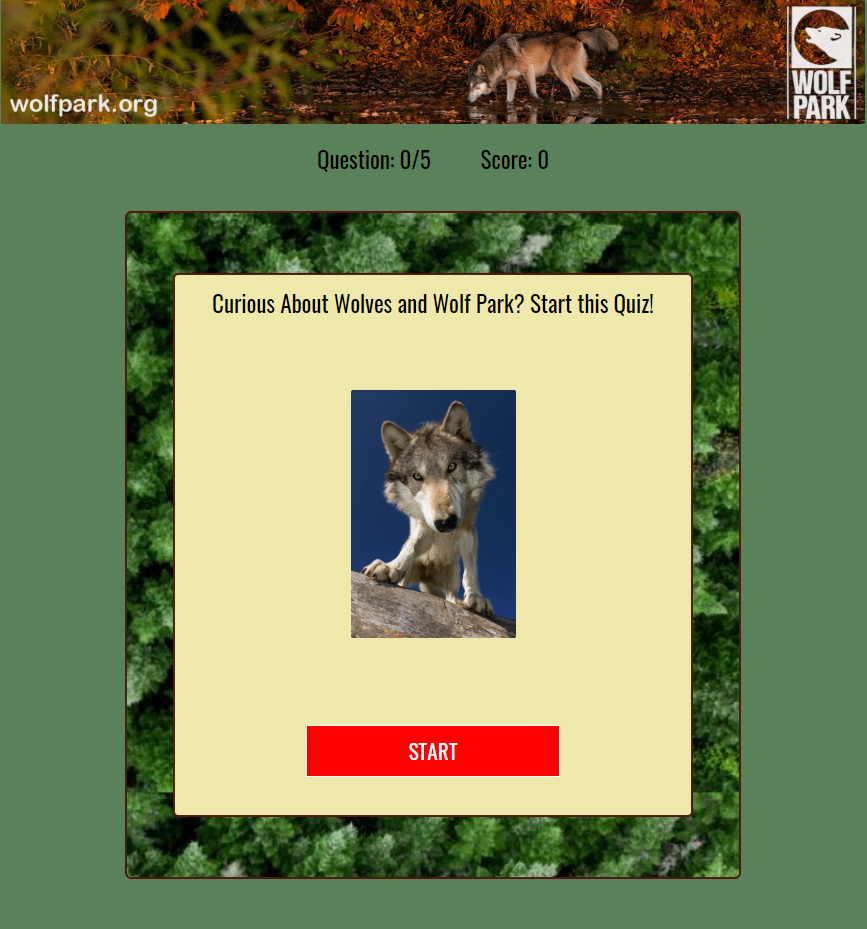 wolfpark.org
WOLF
PARK
Question: 0/5 Score: 0
Curious About Wolves and Wolf Park? Start this Quiz!
START